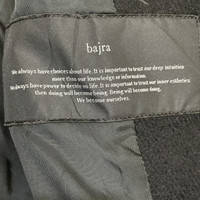 bajra
We always have choices about life. It is important to trust our deep intuition
more than our knowledge or information.
We always have power to decide on life. It is important to trust our inner esthetics
then doing will become being. Being will become doing.
We become ourselves.